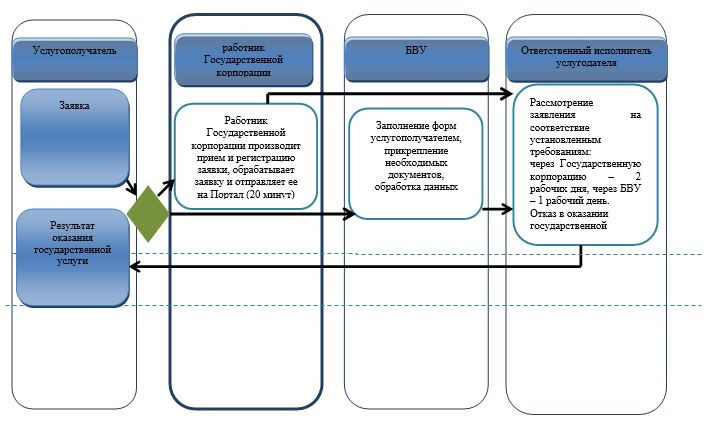 Услугополучатель
работник
Государственной
корпорации
БВУ
Ответственный исполнитель
услугодателя
Заявка
Работник
Государственной
корпорации производит
прием и регистрацию
заявки, обрабатывает
заявку и отправляет ее
на Портал (20 минут)
Заполнение форм
услугополучателем,
прикрепление
необходимых
документов,
обработка данных
Рассмотрение
заявления на
соответствие
установленным
требованиям:
через Государственную
корпорацию – 2
рабочих дня, через БВУ
– 1 рабочий день.
Отказ в оказании
государственной
Результат
оказания
государственной
услуги